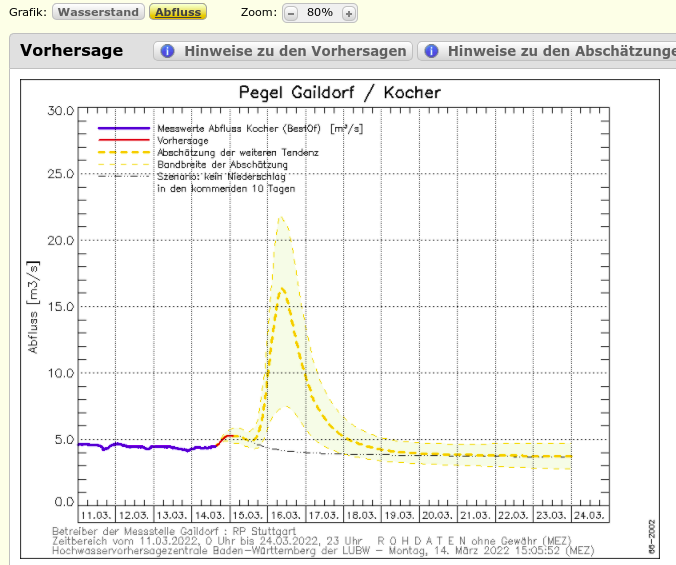 Grafik: Wasserstand Abfluss Zoom: 80%
Vorhersage Hinweise zu den Vorhersagen Hinweise zu den Abschätzunge
Pegel Gaildorf / Kocher
Messwerte Abfluss Kocher (BestOf) [m³/s]
Vorhersage
Abschätzung der weiteren Tendenz
Bandbreite der Abschätzung
Szenario: kein Niederschlag
in den kommenden 10 Tagen
Abfluss [m3/s]
30.0
25.0
20.0
15.0
10.0
5.0
0.0
11.03. 12.03. 13.03. 14.03. 15.03. 16.03. 17.03. 18.03. 19.03. 20.03. 21.03. 22.03. 23.03. 24.03.
Betreiber der Messstelle Gaildorf : RP Stuttgart
Zeitbereich vom 11.03.2022, 0 Uhr bis 24.03.2022, 23 Uhr R O H D A T E N ohne Gewähr (MEZ)
Hochwasservorhersagezentrale Baden-Württemberg der LUBW - Montag, 14. März 2022 15:05:52 (MEZ)